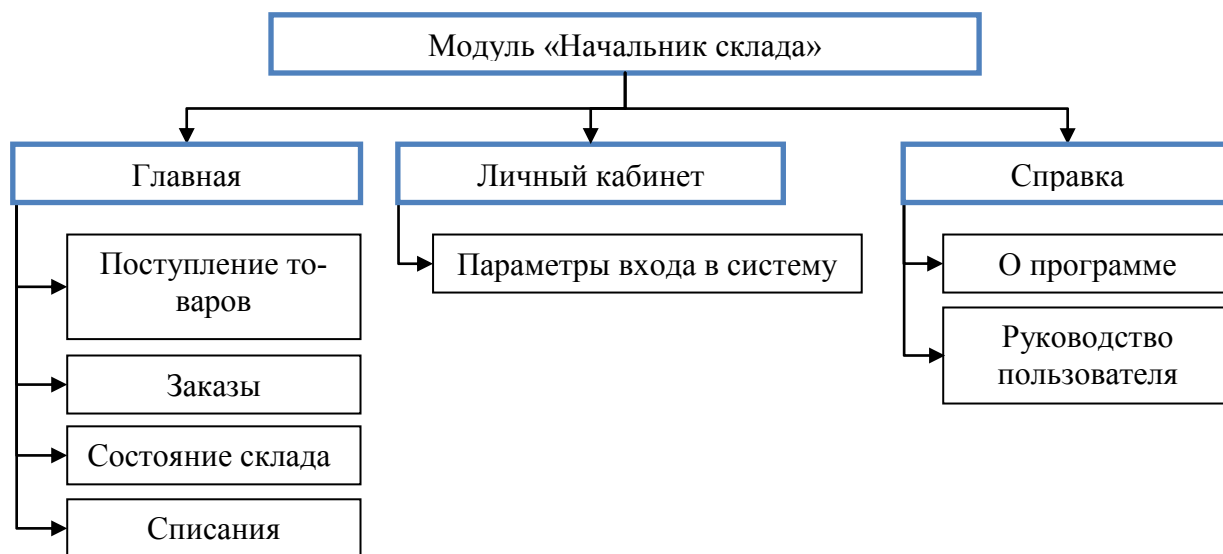 Модуль «Начальник склада»
Главная
Личный кабинет
Справка
Поступление то-
варов
Заказы
Состояние склада
Списания
Параметры входа в систему
О программе
Руководство
пользователя